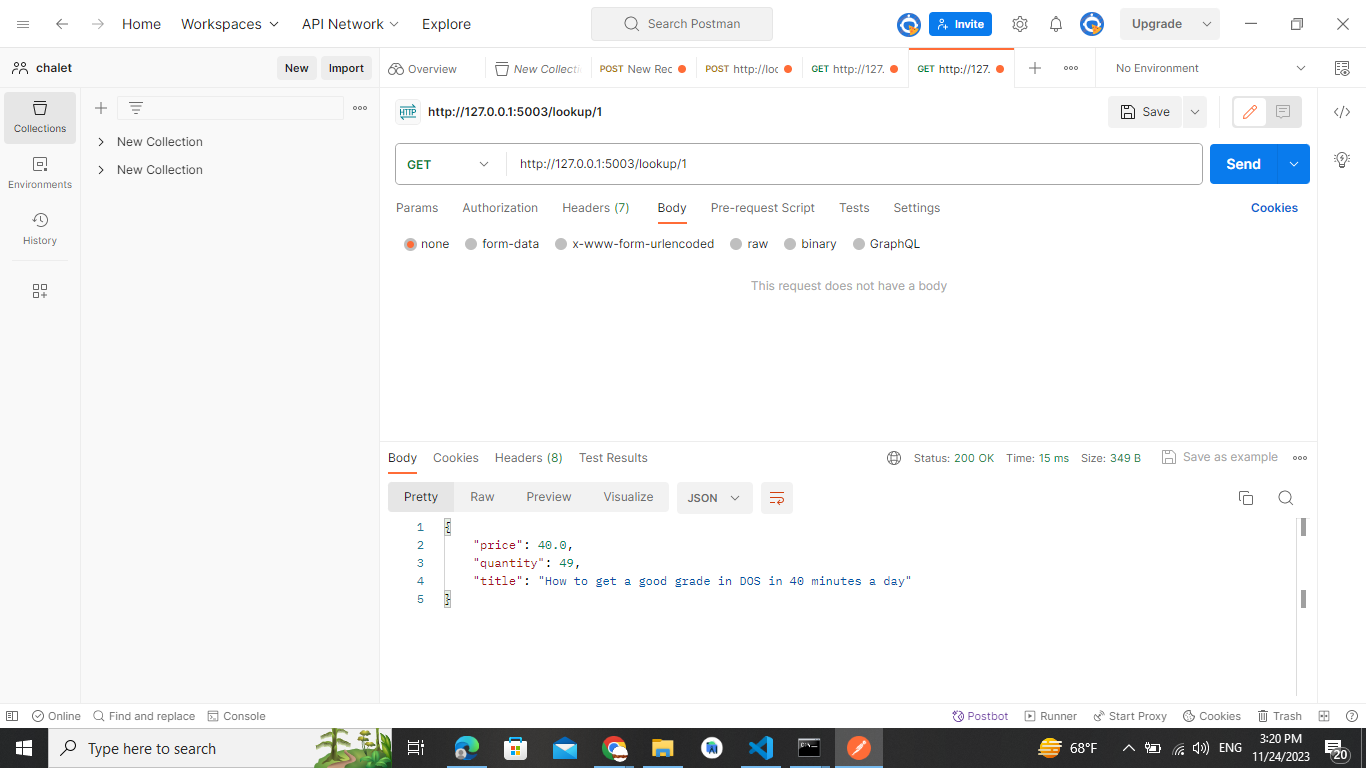 Home Workspaces API Network Explore Search Postman Invite Upgrade
chalet New Import Overview New Collecti POST New Rec POST http://loc GET http://127. GET http://127. No Environment
http://127.0.0.1:5003/lookup/1 Save
Collections
Environments
History
New Collection
New Collection
GET http://127.0.0.1:5003/lookup/1 Send
Params Authorization Headers (7) Body Pre-request Script Tests Settings Cookies
none form-data x-www-form-urlencoded raw binary GraphQL
This request does not have a body
Body Cookies Headers (8) Test Results Status: 200 OK Time: 15 ms Size: 349 B Save as example
Pretty Raw Preview Visualize JSON
1 {
2 "price": 40.0,
3 "quantity": 49,
4 "title": "How to get a good grade in DOS in 40 minutes a day"
5 }
Online Find and replace Console Postbot Runner Start Proxy Cookies Trash
Type here to search 68°F ENG 3:20 PM
11/24/2023 20